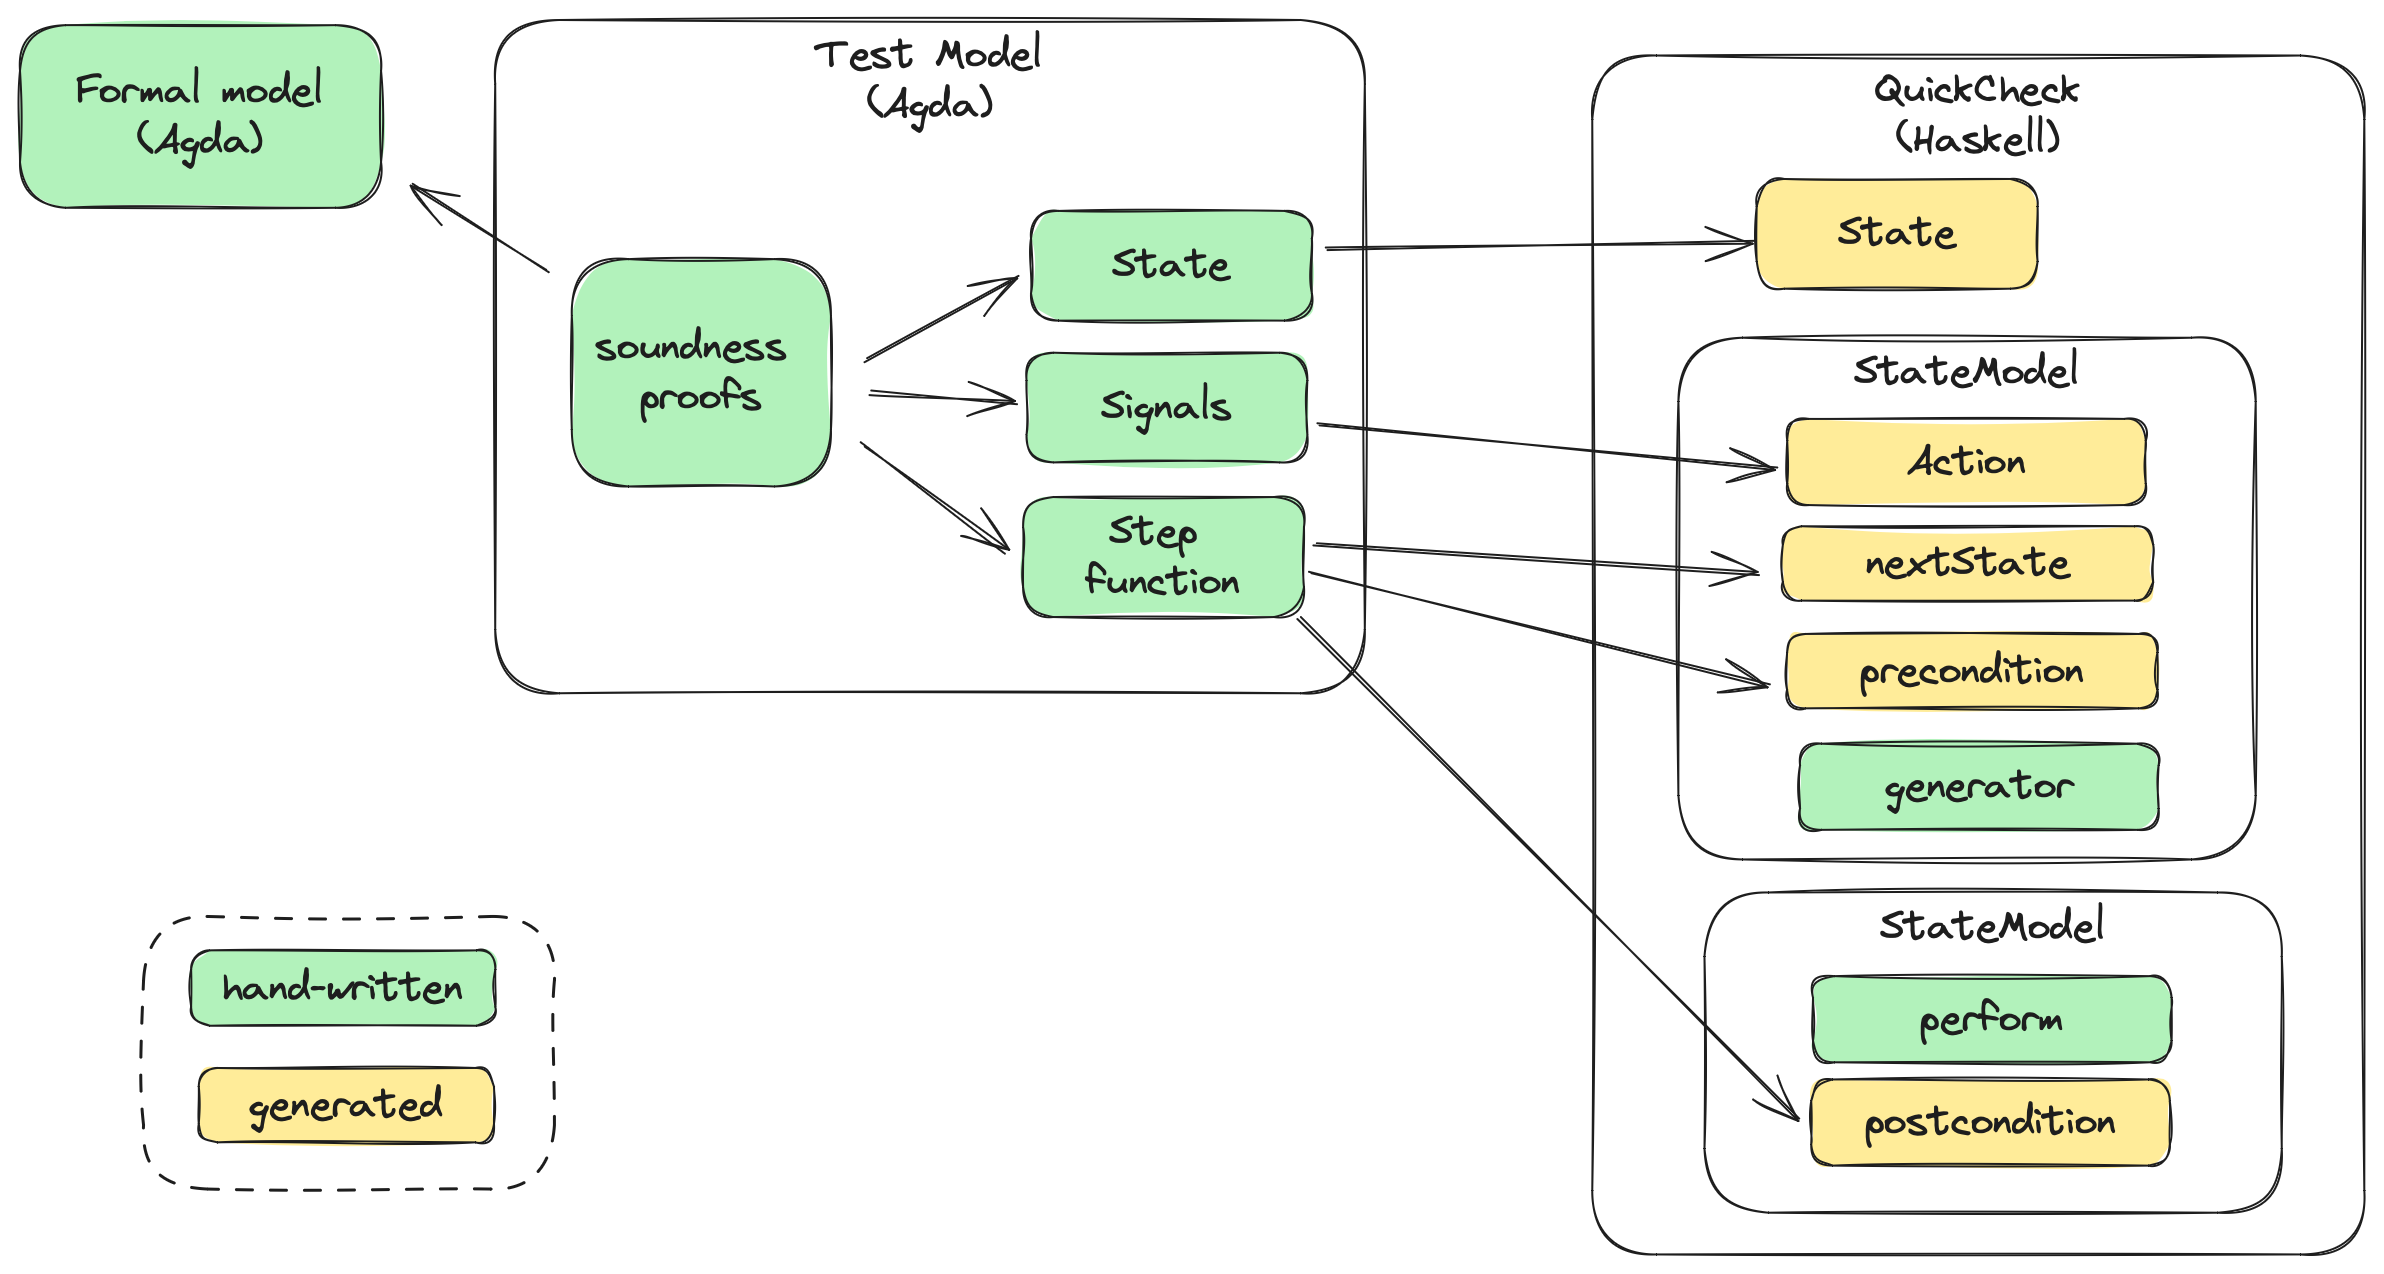 Formal model
(Agda)
Test Model
(Agda)
soundness
proofs
State
Signals
Step
function
QuickCheck
(Haskell)
State
StateModel
Action
nextState
precondition
generator
StateModel
perform
postcondition
hand-written
generated